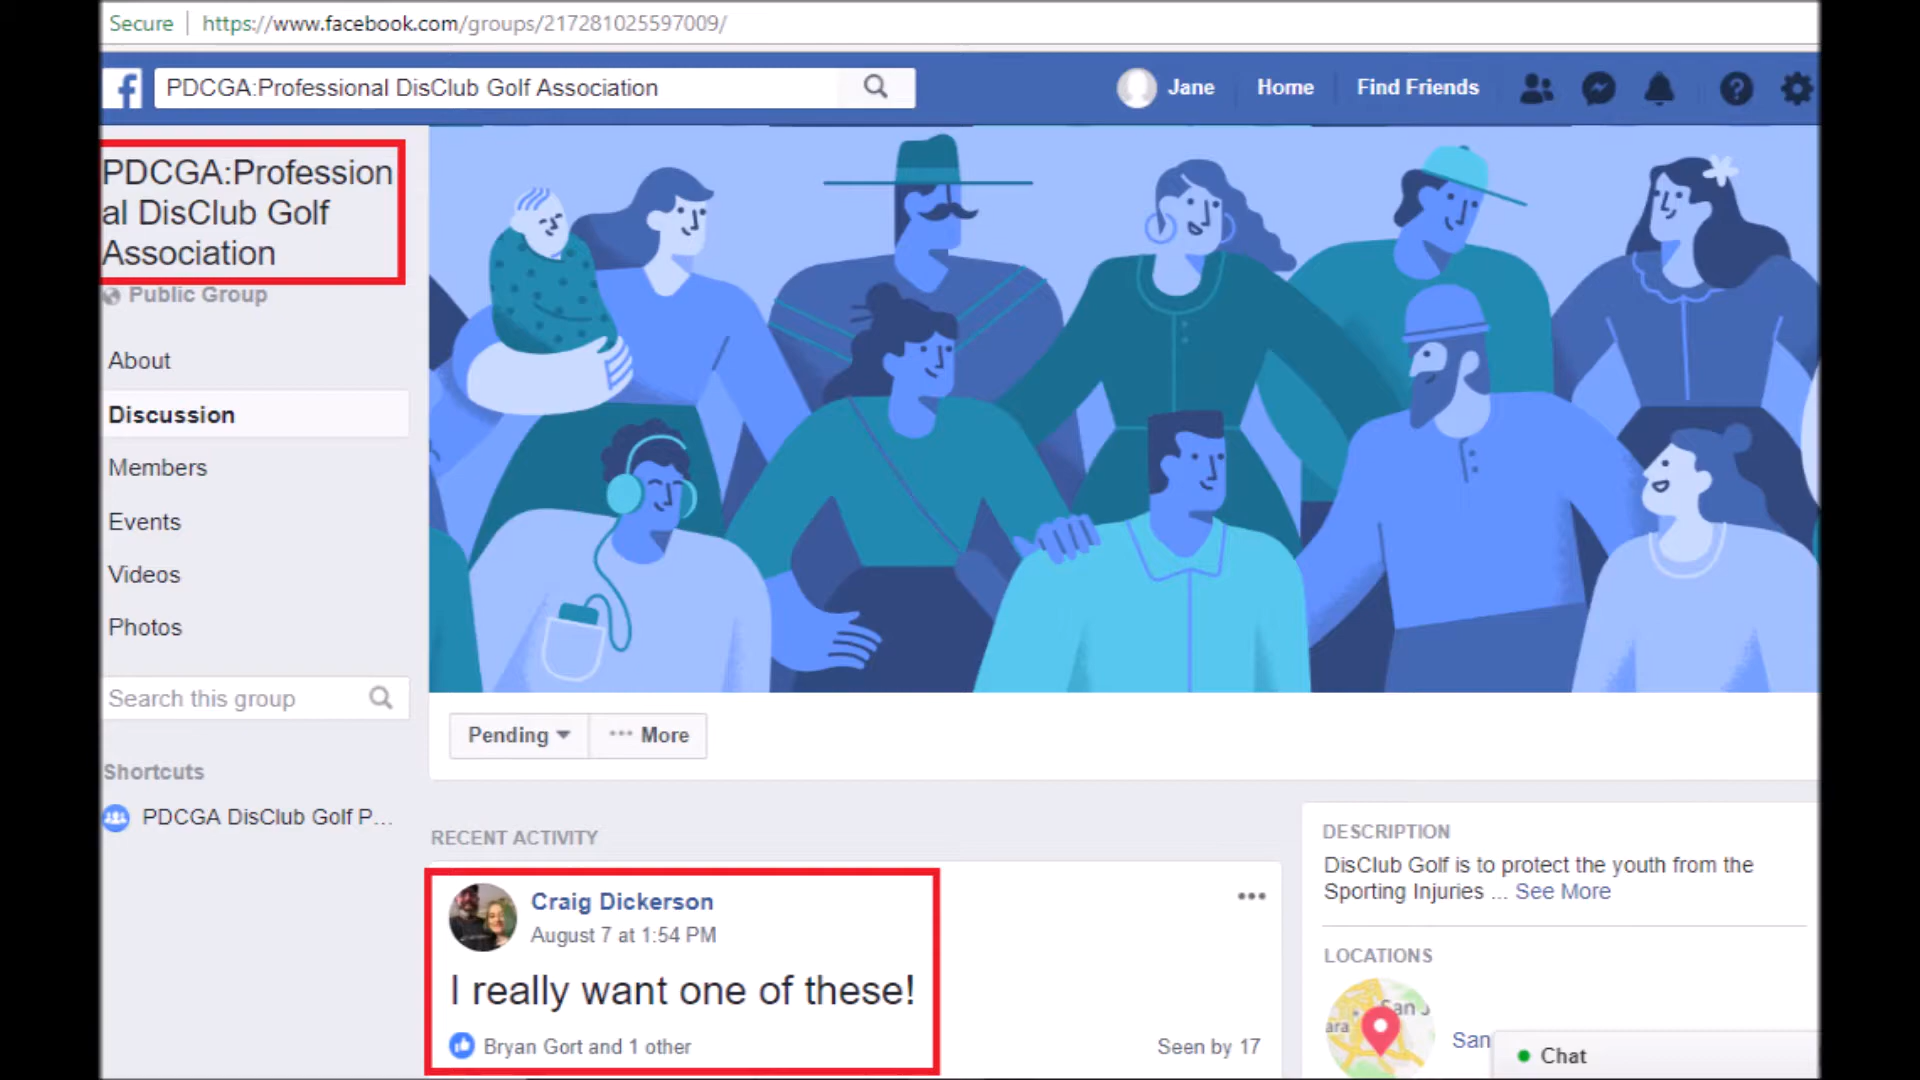 Secure | https://www.facebook.com/groups/217281025597009/
PDCGA:Professional DisClub Golf Association
Jane
Home
Find Friends
PDCGA:Profession
al DisClub Golf
Association
Public Group
About
Discussion
Members
Events
Videos
Photos
Search this group
Shortcuts
PDCGA DisClub Golf P...
Pending
More
RECENT ACTIVITY
Craig Dickerson
August 7 at 1:54 PM
I really want one of these!
Bryan Gort and 1 other
Seen by 17
DESCRIPTION
DisClub Golf is to protect the youth from the
Sporting Injuries ... See More
LOCATIONS
San
Chat